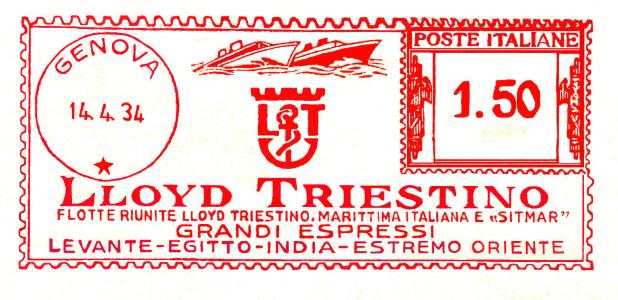 GENOVA
14. 4. 34
POSTE ITALIANE
1.50
L T
LLOYD TRIESTINO
FLOTTE RIUNITE LLOYD TRIESTINO, MARITTIMA ITALIANA E „SITMAR”
GRANDI ESPRESSI
LEVANTE-EGITTO-INDIA-ESTREMO ORIENTE